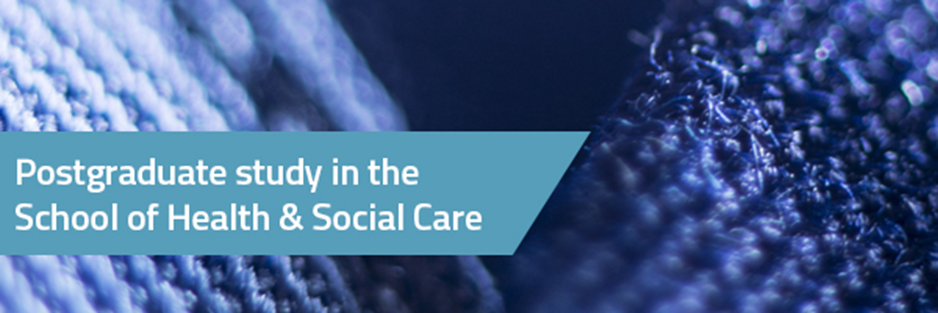 Postgraduate study in the
School of Health & Social Care